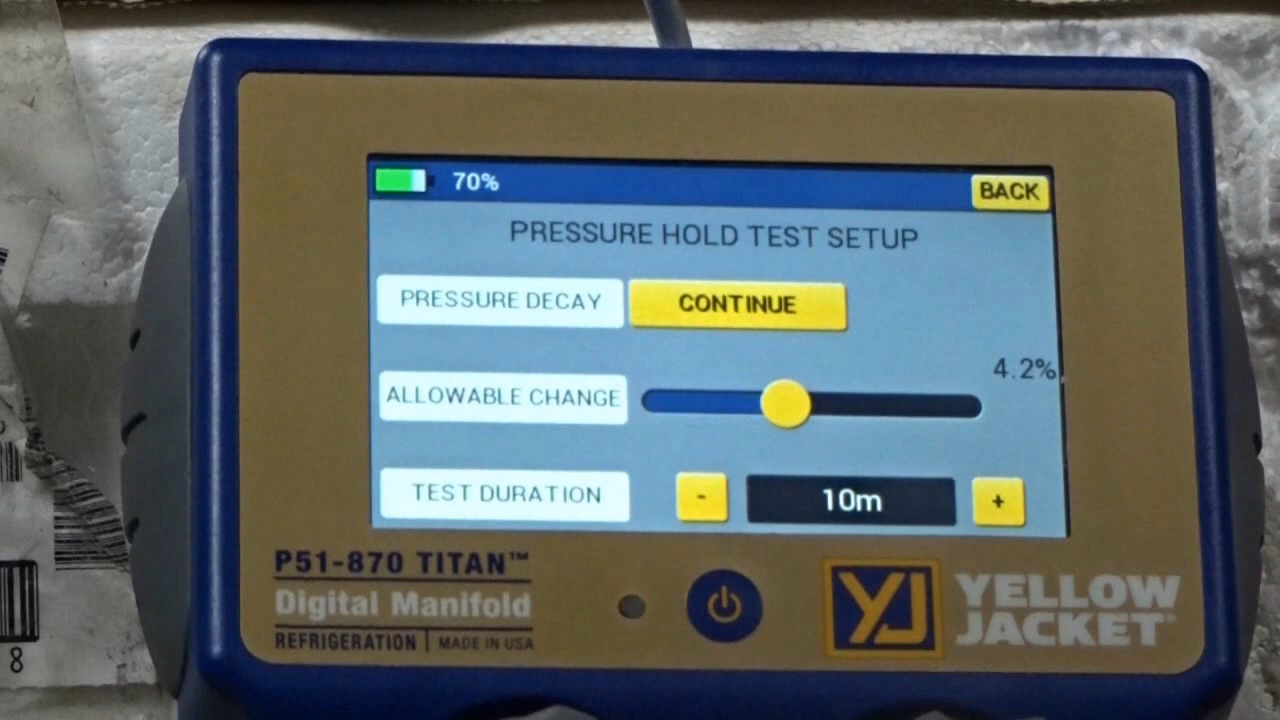 70%
BACK
PRESSURE HOLD TEST SETUP
PRESSURE DECAY CONTINUE
4.2%
ALLOWABLE CHANGE
TEST DURATION - 10m +
P51-870 TITAN™
Digital Manifold
REFRIGERATION | MADE IN USA
YJ YELLOW
JACKET®
8